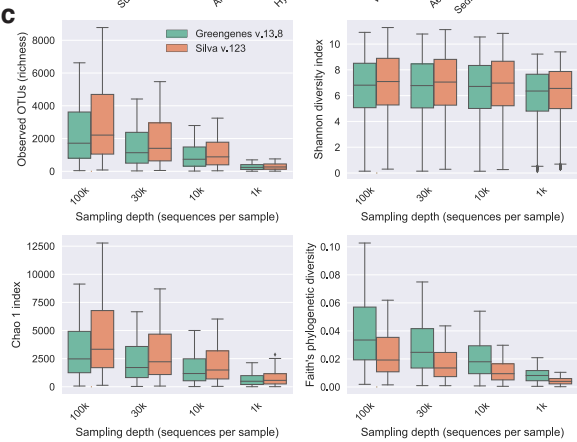 c
Observed OTUs (richness)
8000
6000
4000
2000
0
Greengenes v.13.8
Silva v.123
100k
30k
10k
1k
Sampling depth (sequences per sample)
Shannon diversity index
10
8
6
4
2
0
100k
30k
10k
1k
Sampling depth (sequences per sample)
Chao 1 index
12500
10000
7500
5000
2500
0
100k
30k
10k
1k
Sampling depth (sequences per sample)
Faith's phylogenetic diversity
0.10
0.08
0.06
0.04
0.02
0.00
100k
30k
10k
1k
Sampling depth (sequences per sample)